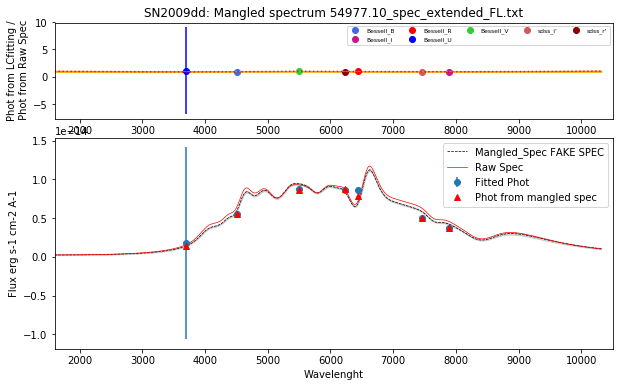 SN2009dd: Mangled spectrum 54977.10_spec_extended_FL.txt
Phot from LCfitting /
Phot from Raw Spec
10
5
0
−5
Bessell_B
Bessell_I
Bessell_R
Bessell_U
Bessell_V
sdss_i'
sdss_r'
2000 3000 4000 5000 6000 7000 8000 9000 10000
1e−14
Flux erg s-1 cm-2 A-1
1.5
1.0
0.5
0.0
−0.5
−1.0
Mangled_Spec FAKE SPEC
Raw Spec
Fitted Phot
Phot from mangled spec
2000 3000 4000 5000 6000 7000 8000 9000 10000
Wavelenght